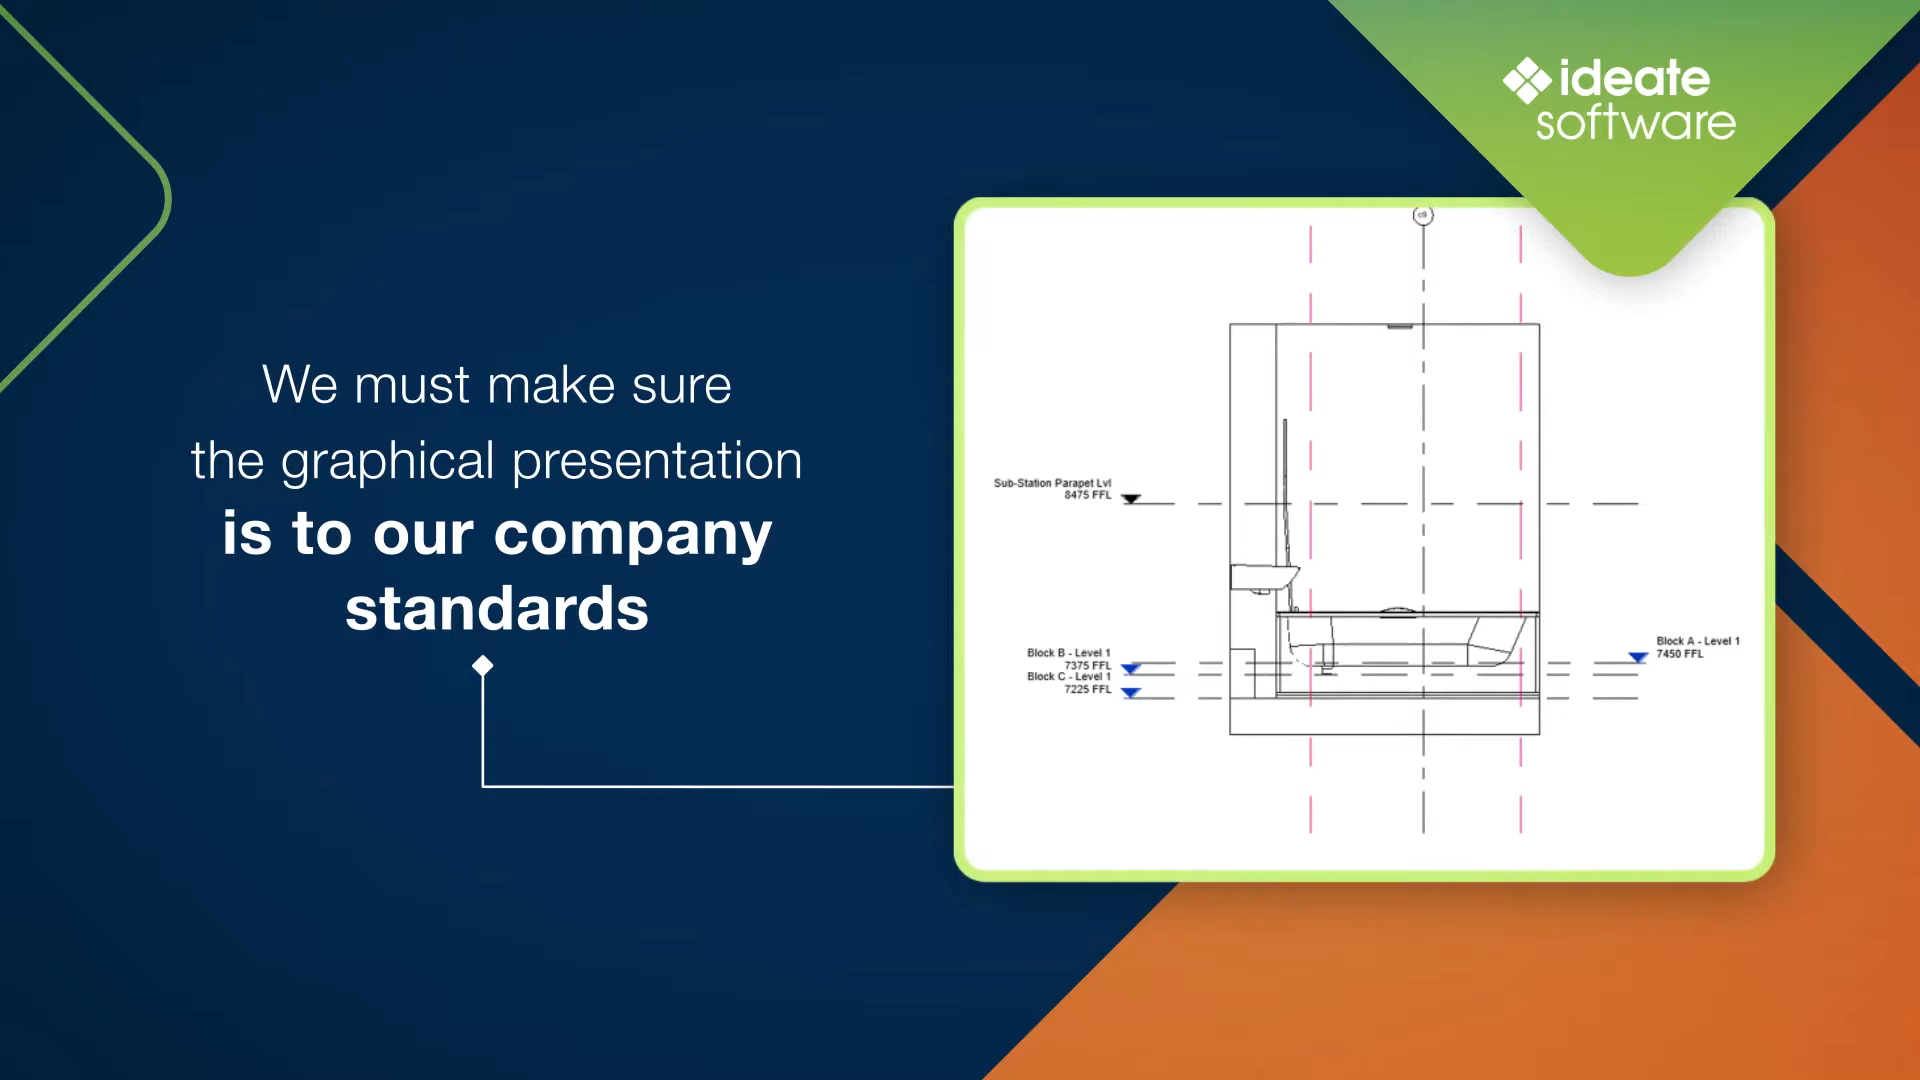 ideate
software
We must make sure
the graphical presentation
is to our company
standards
Sub-Station Parapet Lvl
8475 FFL
Block B - Level 1
7375 FFL
Block C - Level 1
7225 FFL
Block A - Level 1
7450 FFL